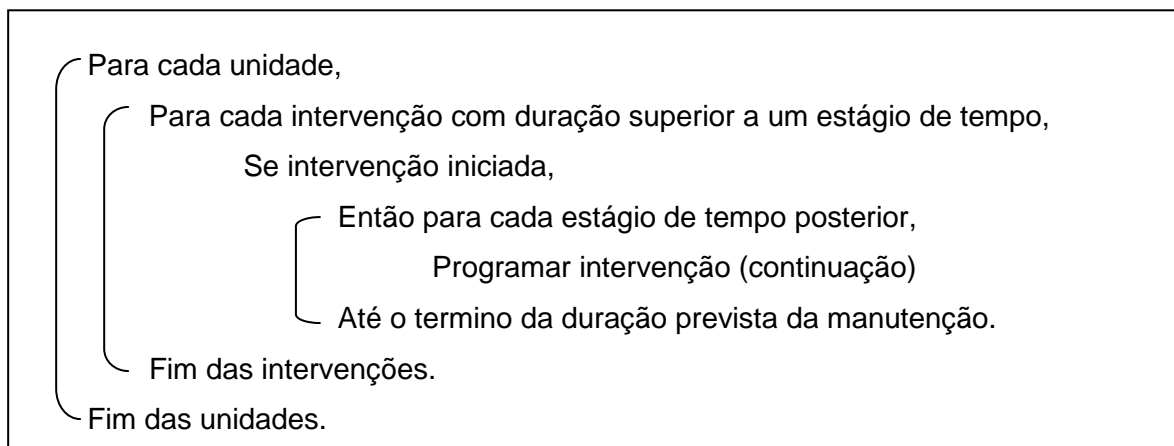 Para cada unidade,
Para cada intervenção com duração superior a um estágio de tempo,
Se intervenção iniciada,
Então para cada estágio de tempo posterior,
Programar intervenção (continuação)
Até o termino da duração prevista da manutenção.
Fim das intervenções.
Fim das unidades.